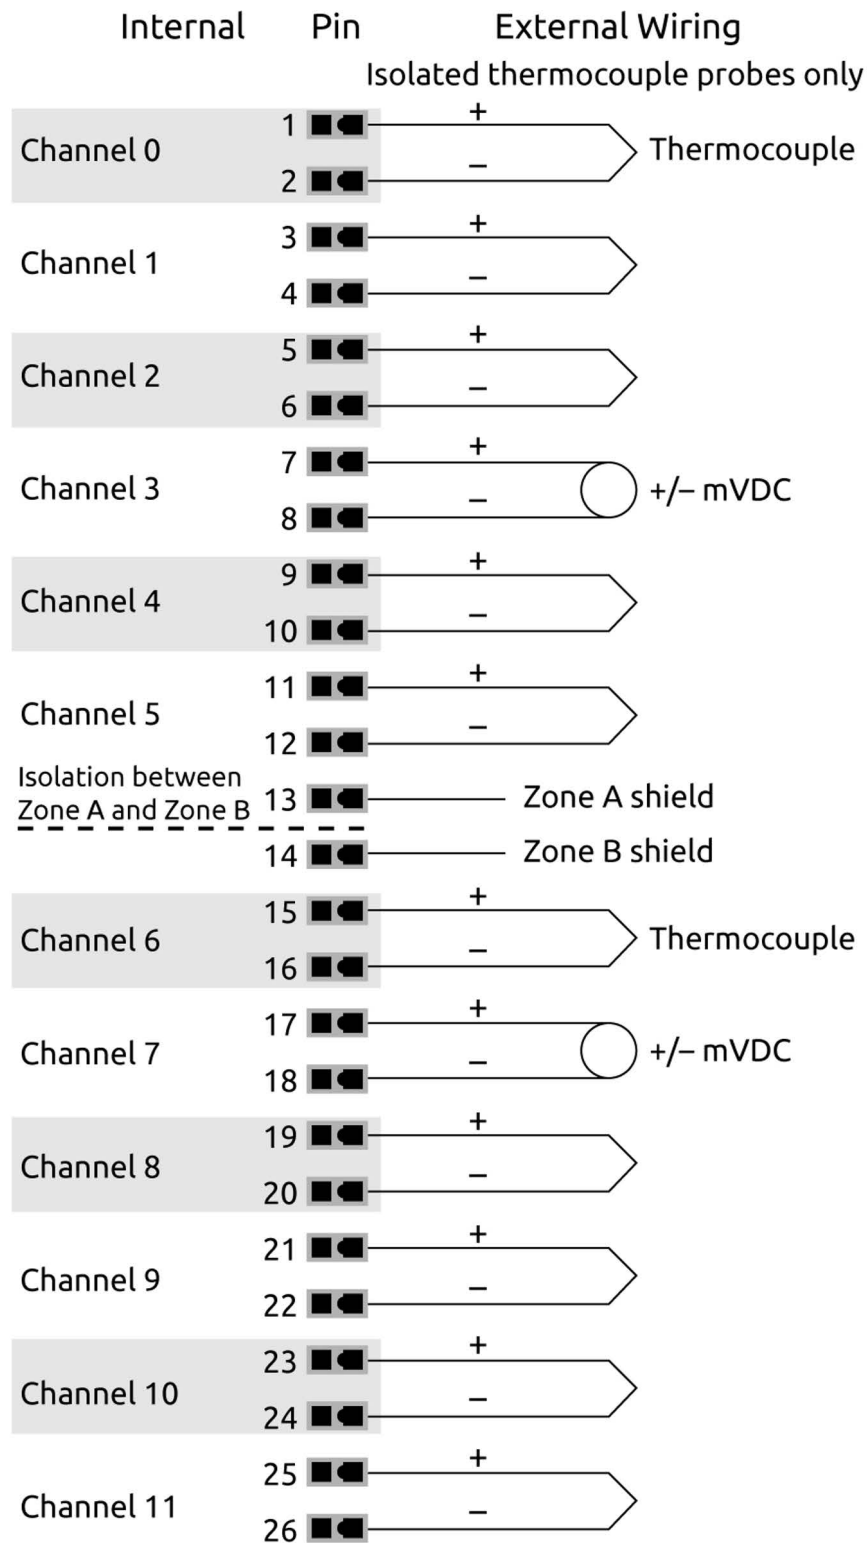 Internal Pin External Wiring
Isolated thermocouple probes only
Channel 0
1 +
2 –
Thermocouple
Channel 1
3 +
4 –
Channel 2
5 +
6 –
Channel 3
7 +
8 –
+/– mVDC
Channel 4
9 +
10 –
Channel 5
11 +
12 –
Isolation between
Zone A and Zone B
13 Zone A shield
14 Zone B shield
Channel 6
15 +
16 –
Thermocouple
Channel 7
17 +
18 –
+/– mVDC
Channel 8
19 +
20 –
Channel 9
21 +
22 –
Channel 10
23 +
24 –
Channel 11
25 +
26 –